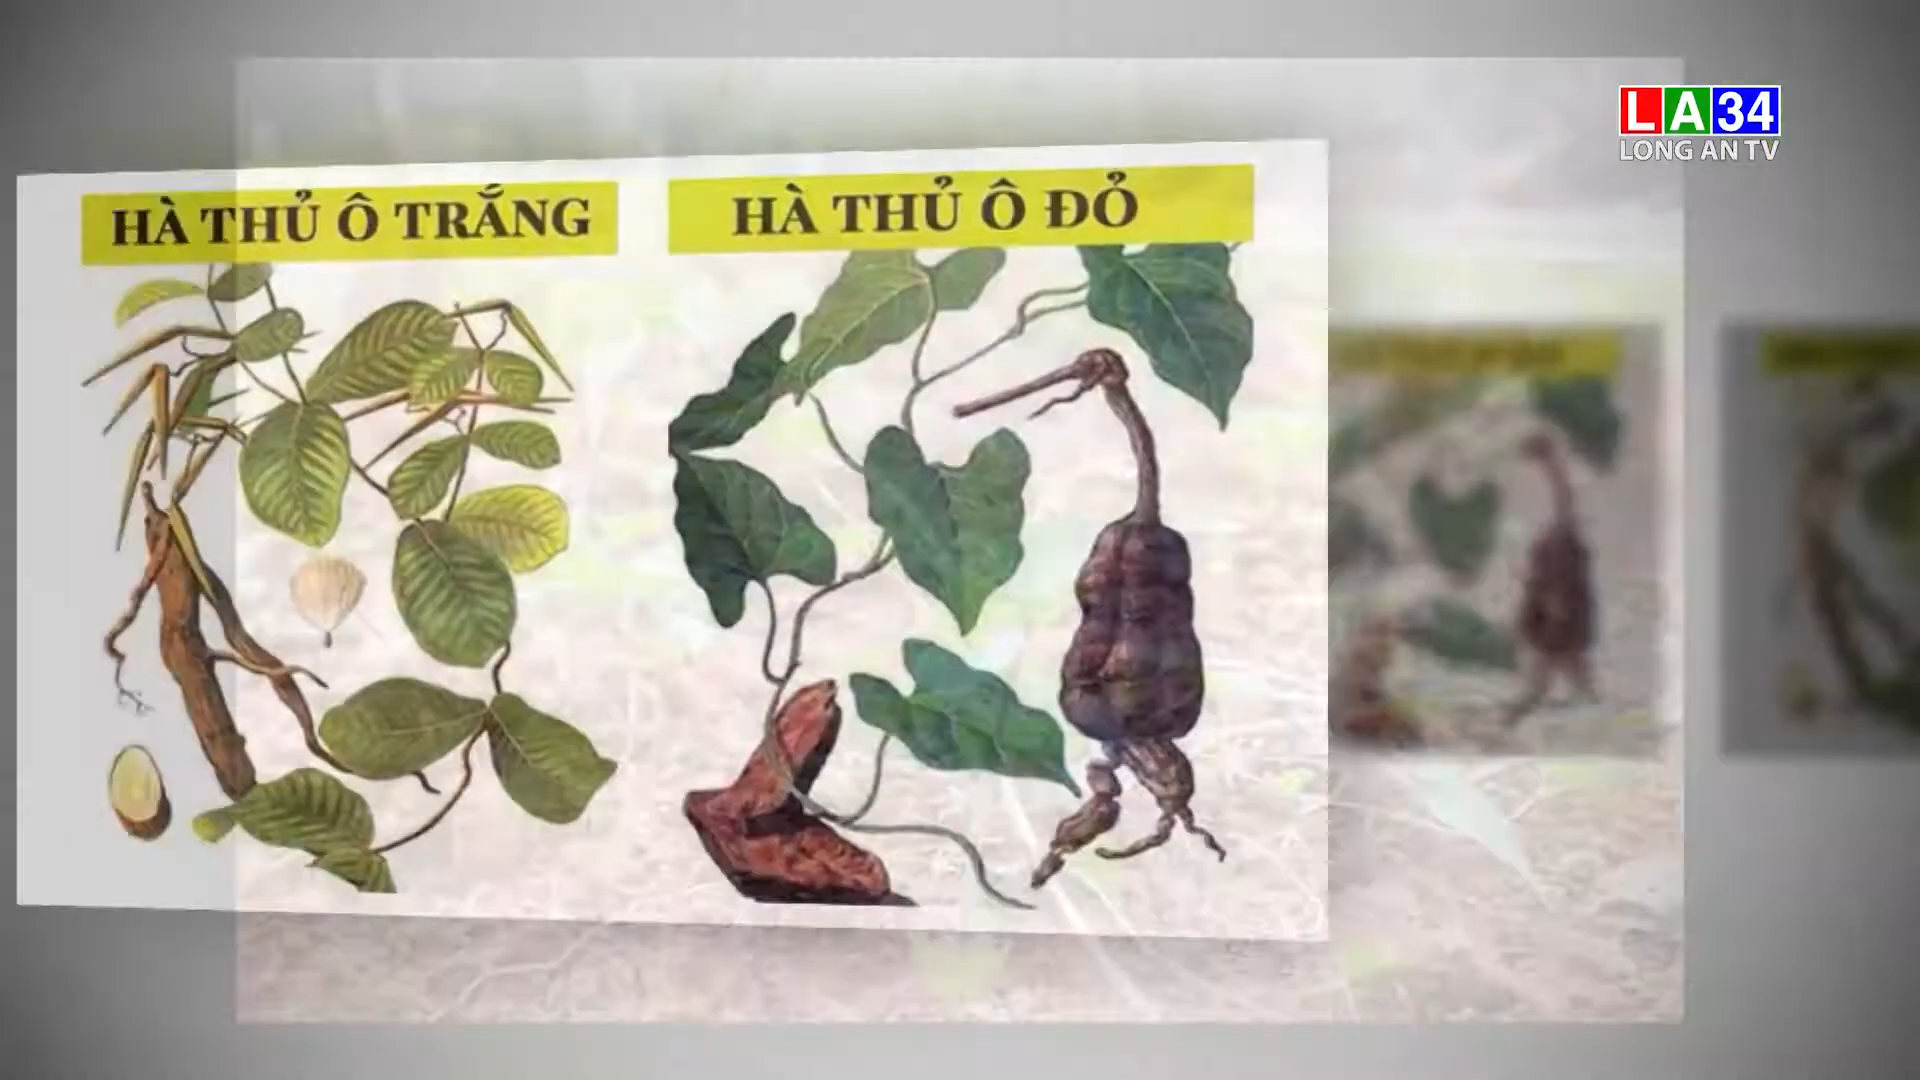 HÀ THỦ Ô TRẮNG
HÀ THỦ Ô ĐỎ
LA34
LONG AN TV